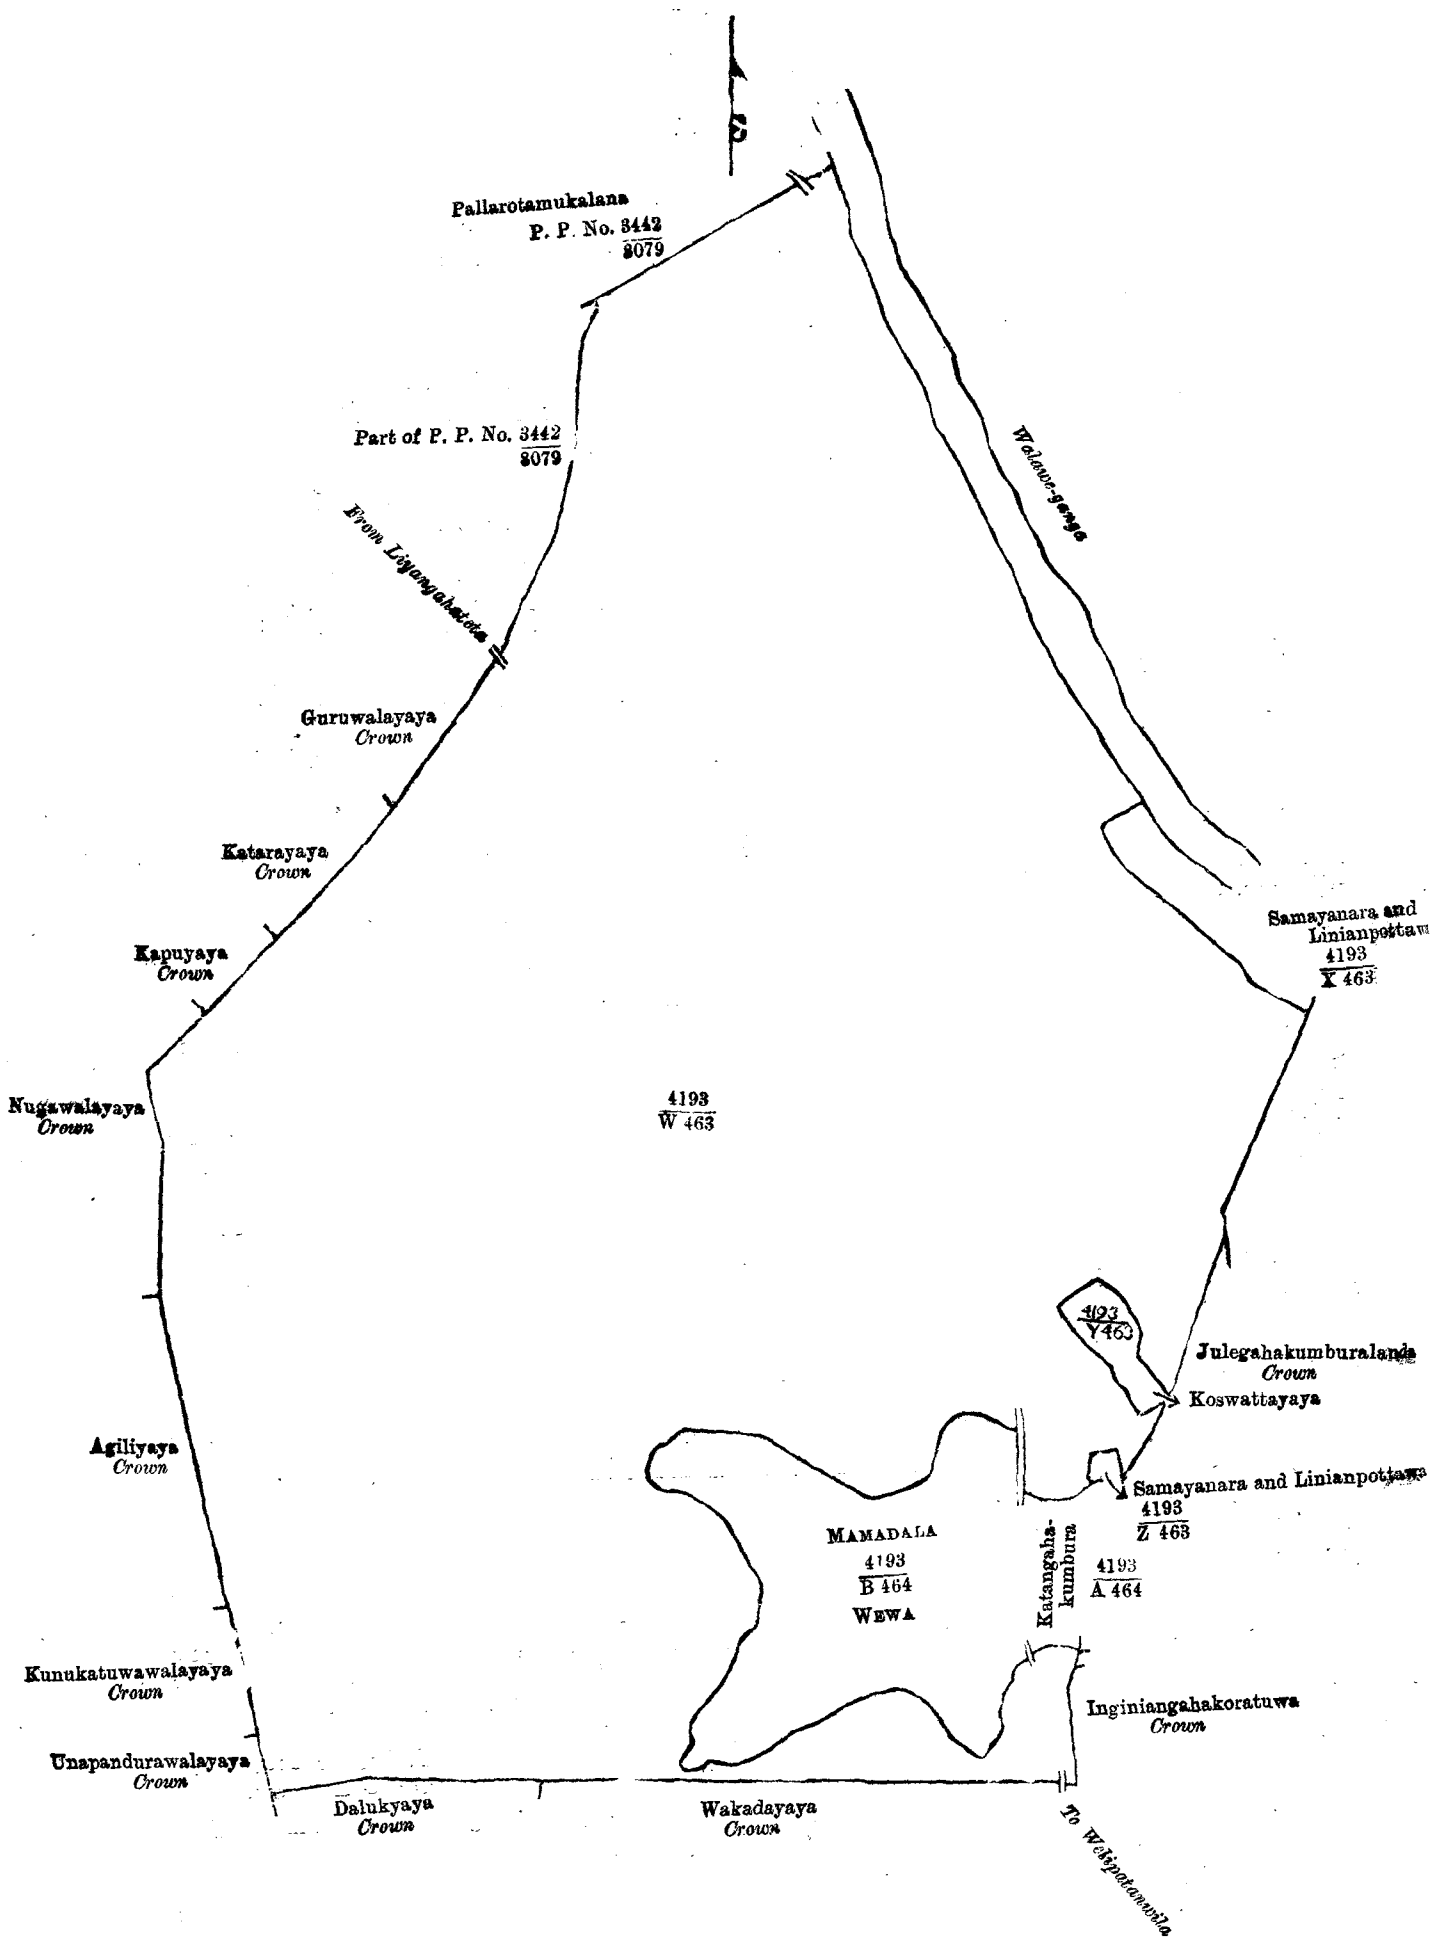 Pallarotamukalana
P. P. No. 3442
8079
Part of P. P. No. 3442
8079
From Liyangahatota
Walawe-ganga
Guruwalayaya
Crown
Katarayaya
Crown
Kapuyaya
Crown
Samayanara and
Linianpottaw
4193
X 463
Nugawalayaya
Crown
4193
W 463
4193
Y 463
Julegahakumburalanda
Crown
Koswattayaya
Agiliyaya
Crown
Samayanara and Linianpottawa
4193
Z 463
MAMADALA
4193
B 464
WEWA
Katangaha-
kumbura
4193
A 464
Kunukatuwawalayaya
Crown
Inginiangahakoratuwa
Crown
Unapandurawalayaya
Crown
Dalukyaya
Crown
Wakadayaya
Crown
To Welipatanwila